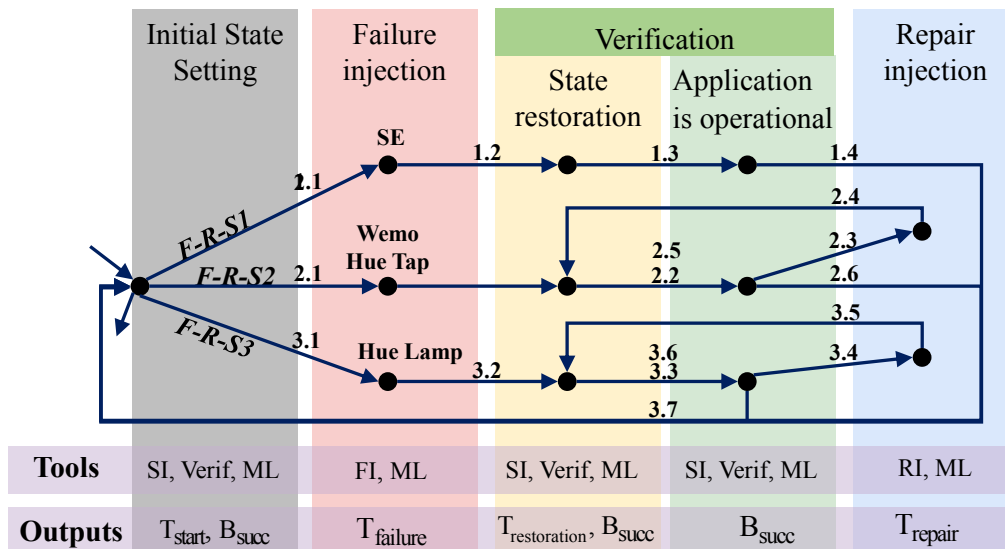 Initial State
Setting
Failure
injection
Verification
State
restoration
Application
is operational
Repair
injection
SE
1.2
1.3
1.4
2.1
F-R-S1
2.4
Wemo
Hue Tap
2.5
2.3
F-R-S2
2.1
2.2
2.6
F-R-S3
3.1
3.5
Hue Lamp
3.2
3.6
3.3
3.4
3.7
Tools
SI, Verif, ML
FI, ML
SI, Verif, ML
SI, Verif, ML
RI, ML
Outputs
Tstart, Bsucc
Tfailure
Trestoration, Bsucc
Bsucc
Trepair